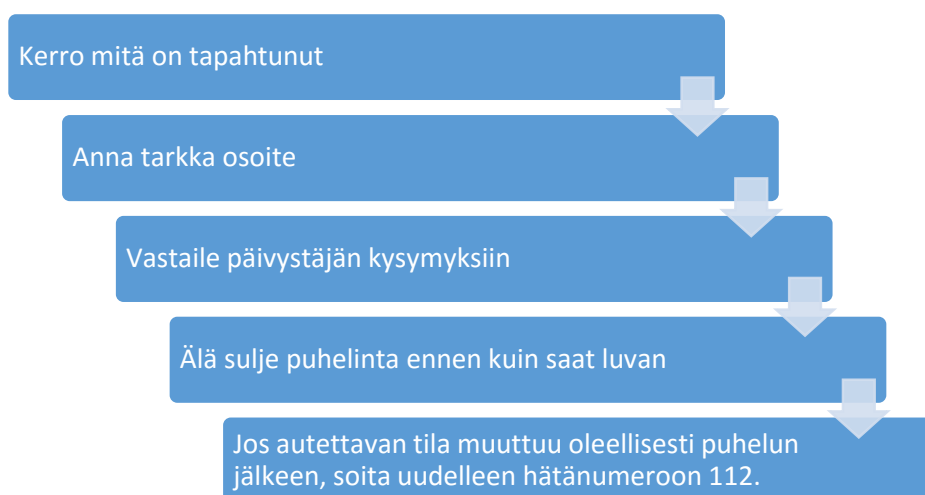 Kerro mitä on tapahtunut
Anna tarkka osoite
Vastaile päivystäjän kysymyksiin
Älä sulje puhelinta ennen kuin saat luvan
Jos autettavan tila muuttuu oleellisesti puhelun
jälkeen, soita uudelleen hätänumeroon 112.